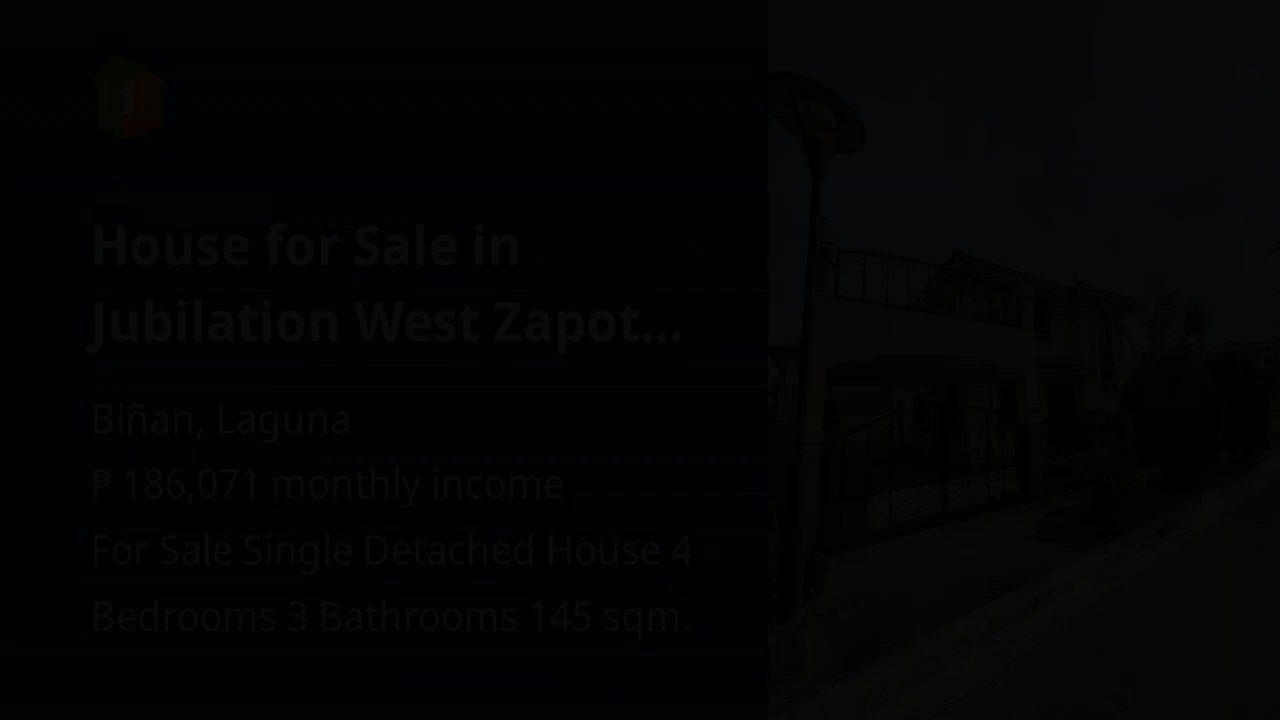 House for Sale in
Jubilation West Zapot...
Biñan, Laguna
₱ 186,071 monthly income
For Sale Single Detached House 4
Bedrooms 3 Bathrooms 145 sqm.